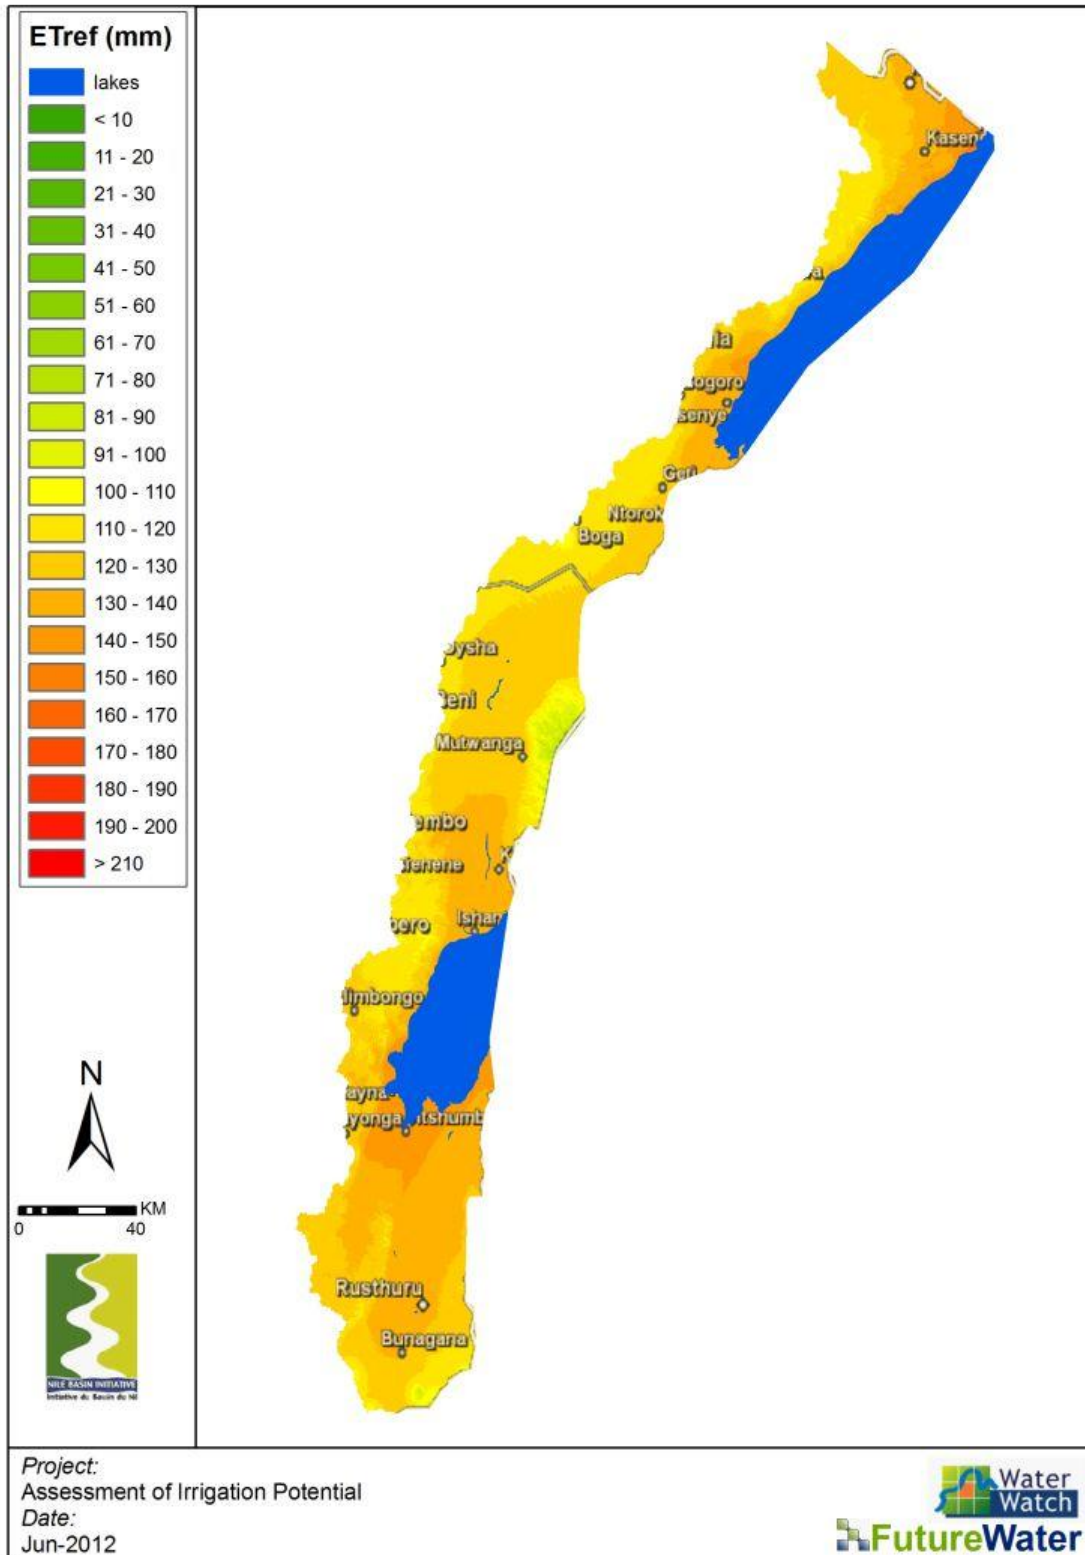 ETref (mm)
lakes
< 10
11 - 20
21 - 30
31 - 40
41 - 50
51 - 60
61 - 70
71 - 80
81 - 90
91 - 100
100 - 110
110 - 120
120 - 130
130 - 140
140 - 150
150 - 160
160 - 170
170 - 180
180 - 190
190 - 200
> 210
Geti
Ntorok
Boga
Mutwanga
Ishan
Rusthuru
Bunagana
N
KM
0 40
NILE BASIN INITIATIVE
Initiative du Bassin du Nil
Project:
Assessment of Irrigation Potential
Date:
Jun-2012
Water
Watch
FutureWater